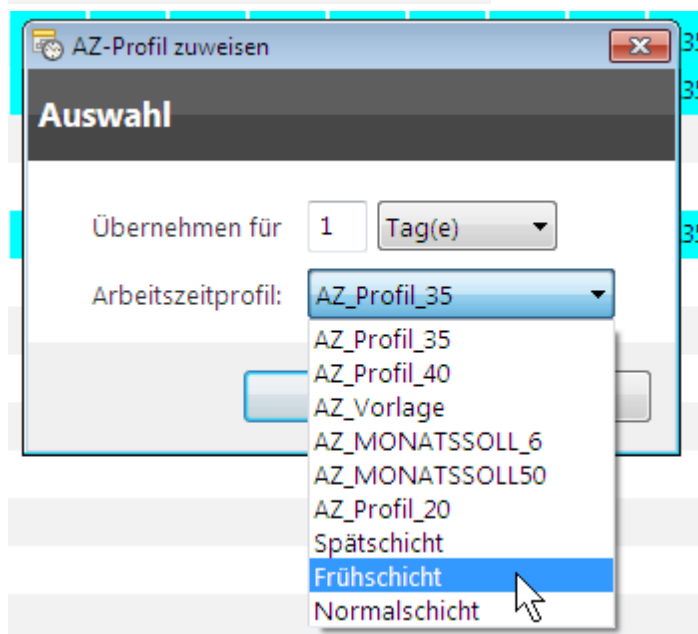 AZ-Profil zuweisen
Auswahl
Übernehmen für 1 Tag(e)
Arbeitszeitprofil: AZ_Profil_35
AZ_Profil_35
AZ_Profil_40
AZ_Vorlage
AZ_MONATSSOLL_6
AZ_MONATSSOLL50
AZ_Profil_20
Spätschicht
Frühschicht
Normalschicht